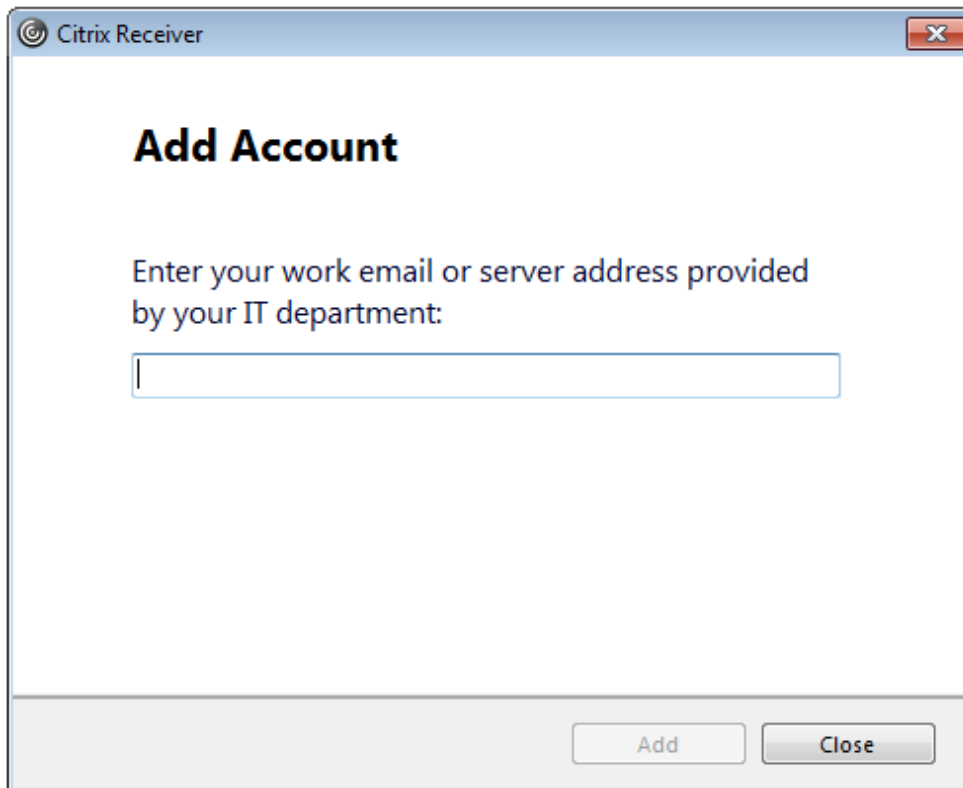 Citrix Receiver
Add Account
Enter your work email or server address provided
by your IT department:
Add
Close